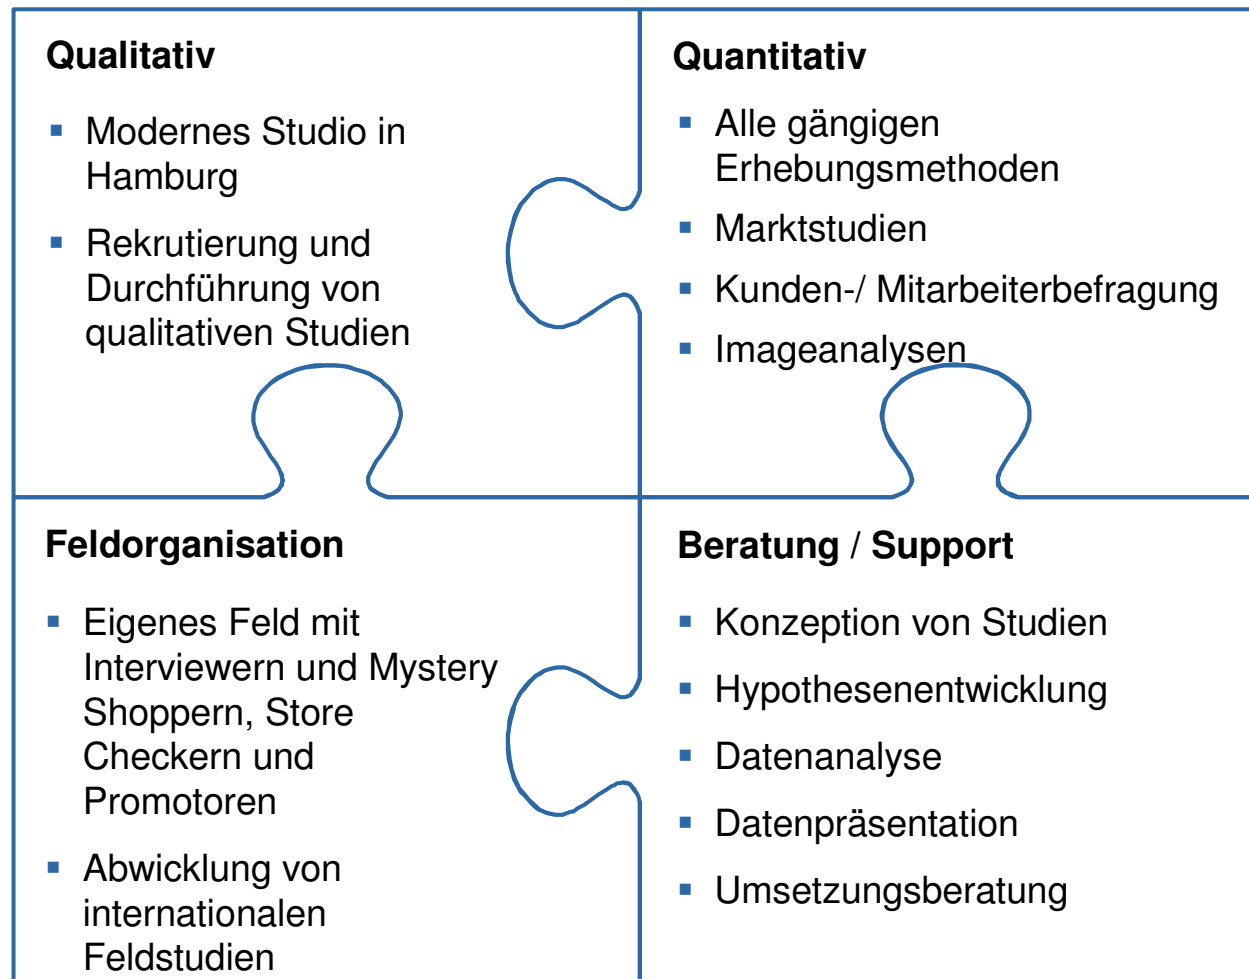 Qualitativ
Modernes Studio in
Hamburg
Rekrutierung und
Durchführung von
qualitativen Studien
Quantitativ
Alle gängigen
Erhebungsmethoden
Marktstudien
Kunden-/ Mitarbeiterbefragung
Imageanalysen
Feldorganisation
Eigenes Feld mit
Interviewern und Mystery
Shoppern, Store
Checkern und
Promotoren
Abwicklung von
internationalen
Feldstudien
Beratung / Support
Konzeption von Studien
Hypothesenentwicklung
Datenanalyse
Datenpräsentation
Umsetzungsberatung